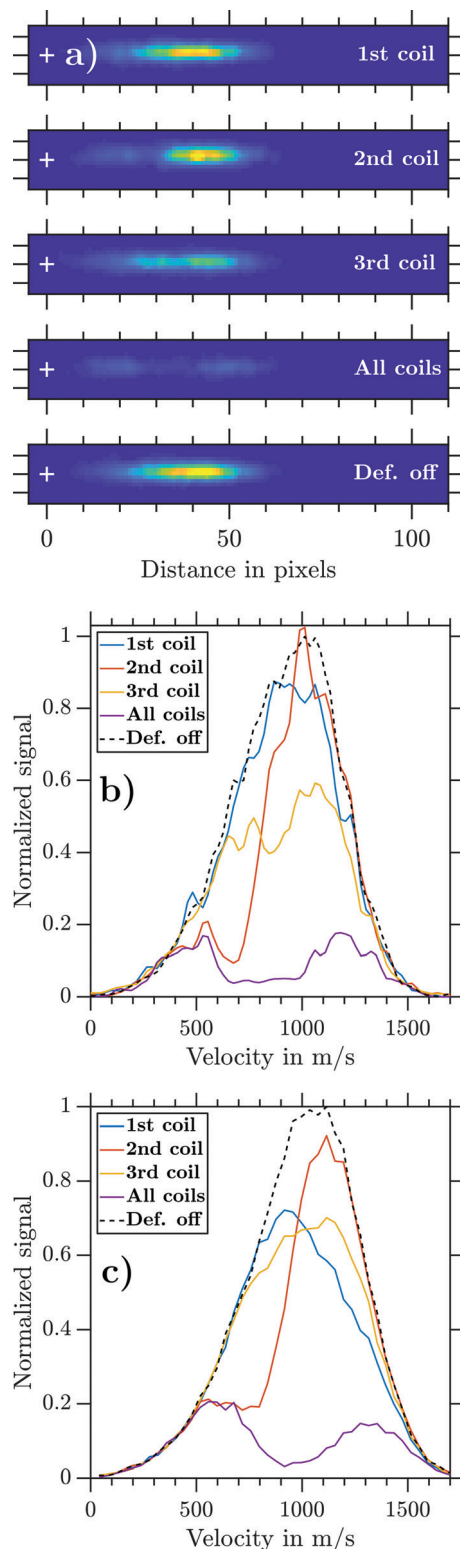 + a) 1st coil
+ 2nd coil
+ 3rd coil
+ All coils
+ Def. off
0 50 100
Distance in pixels
b)
1st coil
2nd coil
3rd coil
All coils
Def. off
Normalized signal
1
0.8
0.6
0.4
0.2
0
0 500 1000 1500
Velocity in m/s
c)
1st coil
2nd coil
3rd coil
All coils
Def. off
Normalized signal
1
0.8
0.6
0.4
0.2
0
0 500 1000 1500
Velocity in m/s